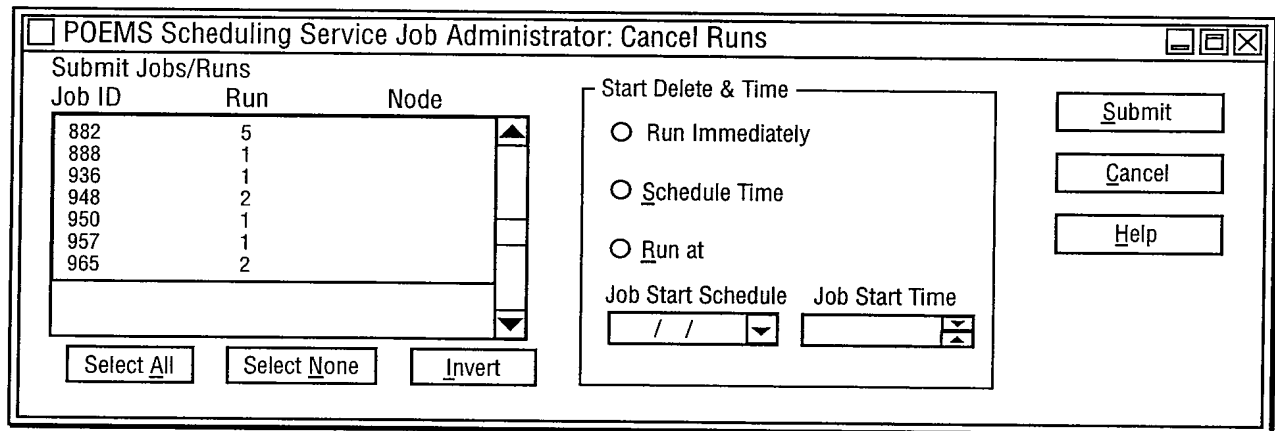 POEMS Scheduling Service Job Administrator: Cancel Runs
Submit Jobs/Runs
Job ID Run Node
882 5
888 1
936 1
948 2
950 1
957 1
965 2
Select All Select None Invert
Start Delete & Time
Run Immediately
Schedule Time
Run at
Job Start Schedule Job Start Time
/ /
Submit
Cancel
Help